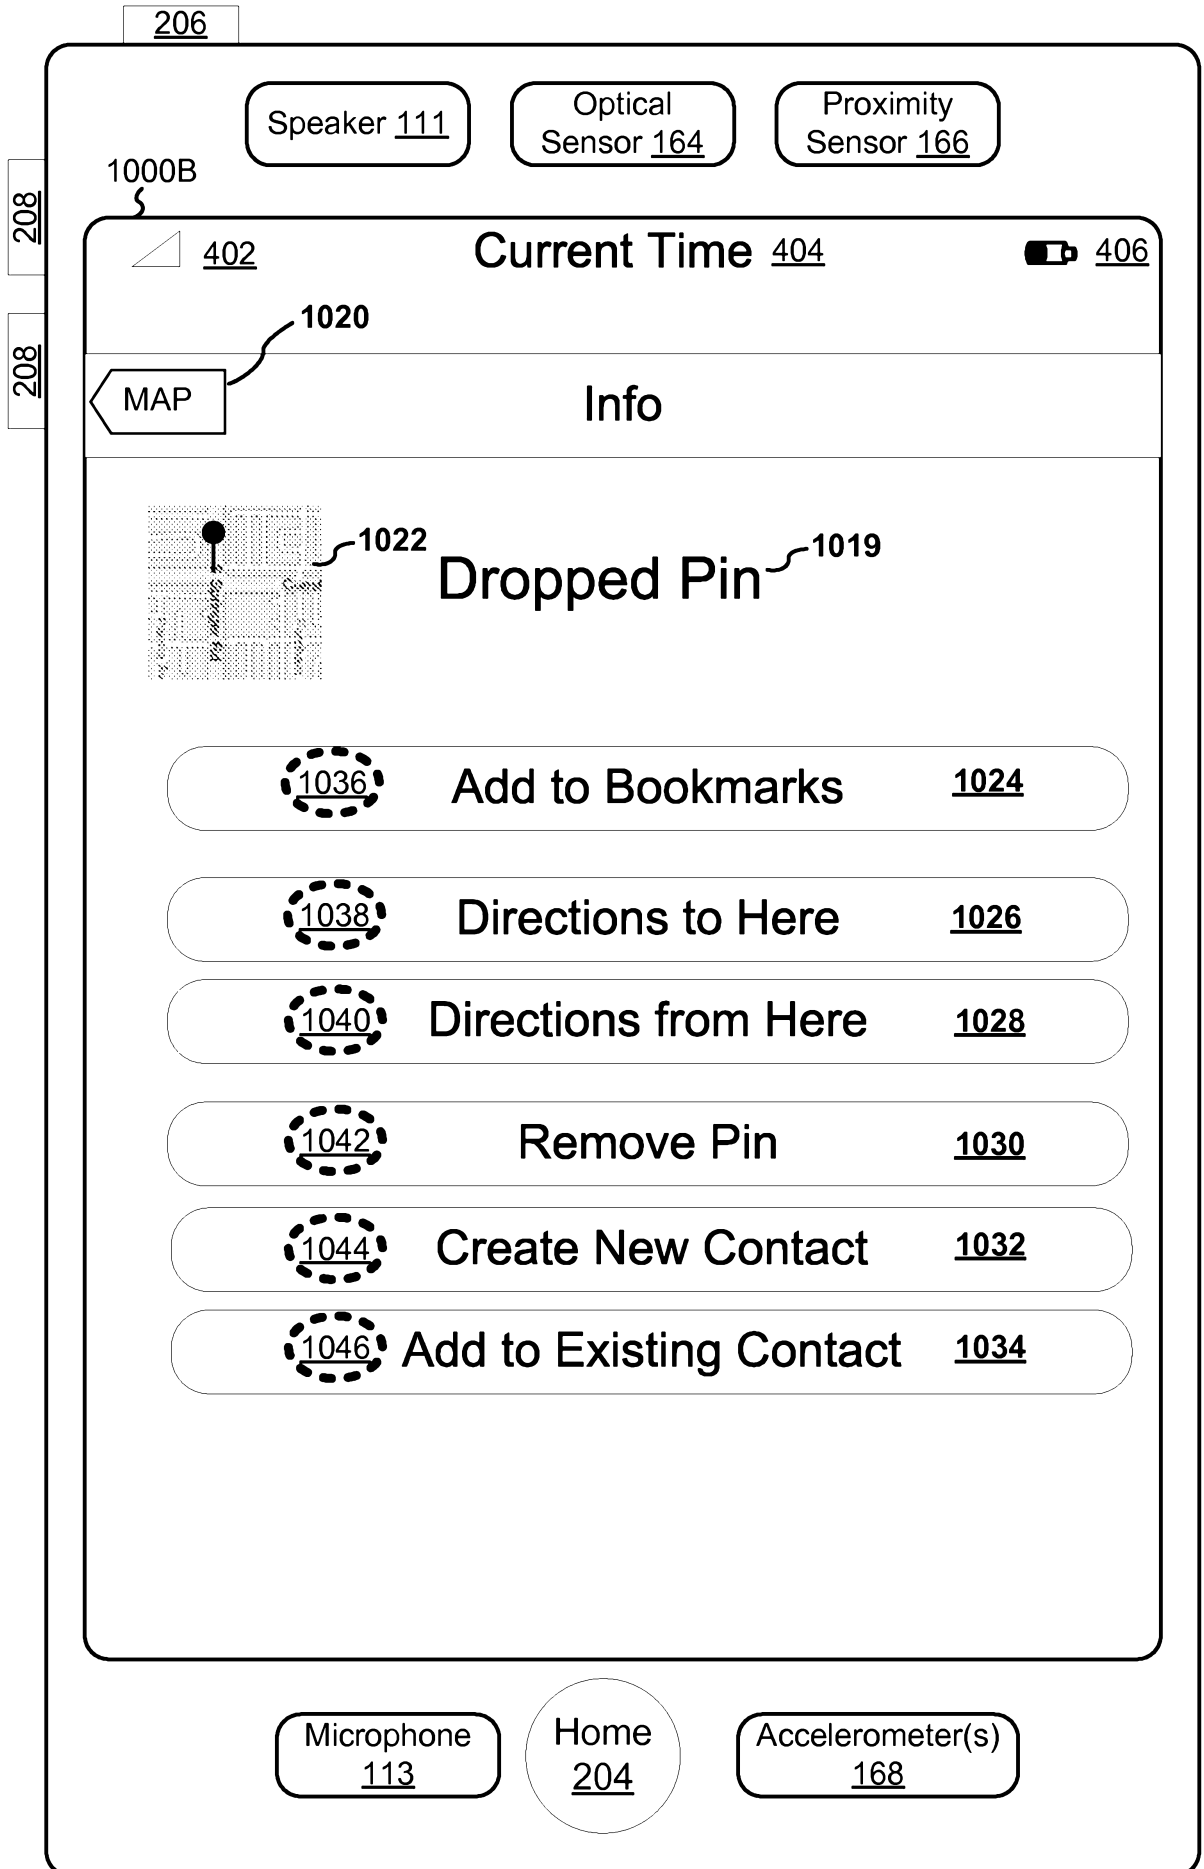 206
Speaker 111
Optical
Sensor 164
Proximity
Sensor 166
1000B
208
402
Current Time 404
406
1020
208
MAP
Info
1022
1019
Dropped Pin
1036 Add to Bookmarks 1024
1038 Directions to Here 1026
1040 Directions from Here 1028
1042 Remove Pin 1030
1044 Create New Contact 1032
1046 Add to Existing Contact 1034
Microphone
113
Home
204
Accelerometer(s)
168